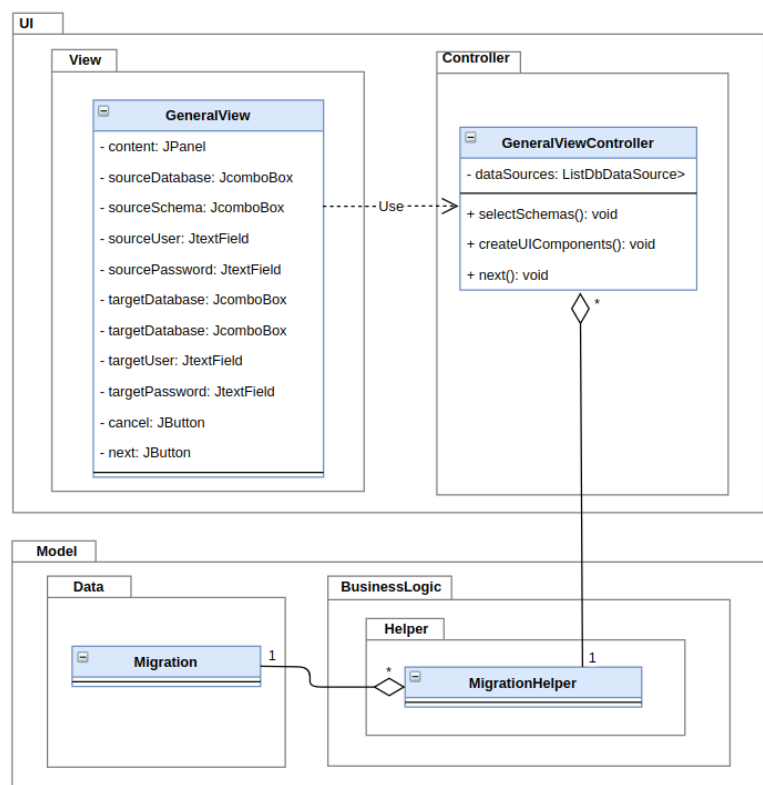 UI
View
GeneralView
- content: JPanel
- sourceDatabase: JcomboBox
- sourceSchema: JcomboBox
- sourceUser: JtextField
- sourcePassword: JtextField
- targetDatabase: JcomboBox
- targetDatabase: JcomboBox
- targetUser: JtextField
- targetPassword: JtextField
- cancel: JButton
- next: JButton
Use
Controller
GeneralViewController
- dataSources: ListDbDataSource>
+ selectSchemas(): void
+ createUIComponents(): void
+ next(): void
*
Model
Data
Migration
1
BusinessLogic
Helper
*
1
MigrationHelper